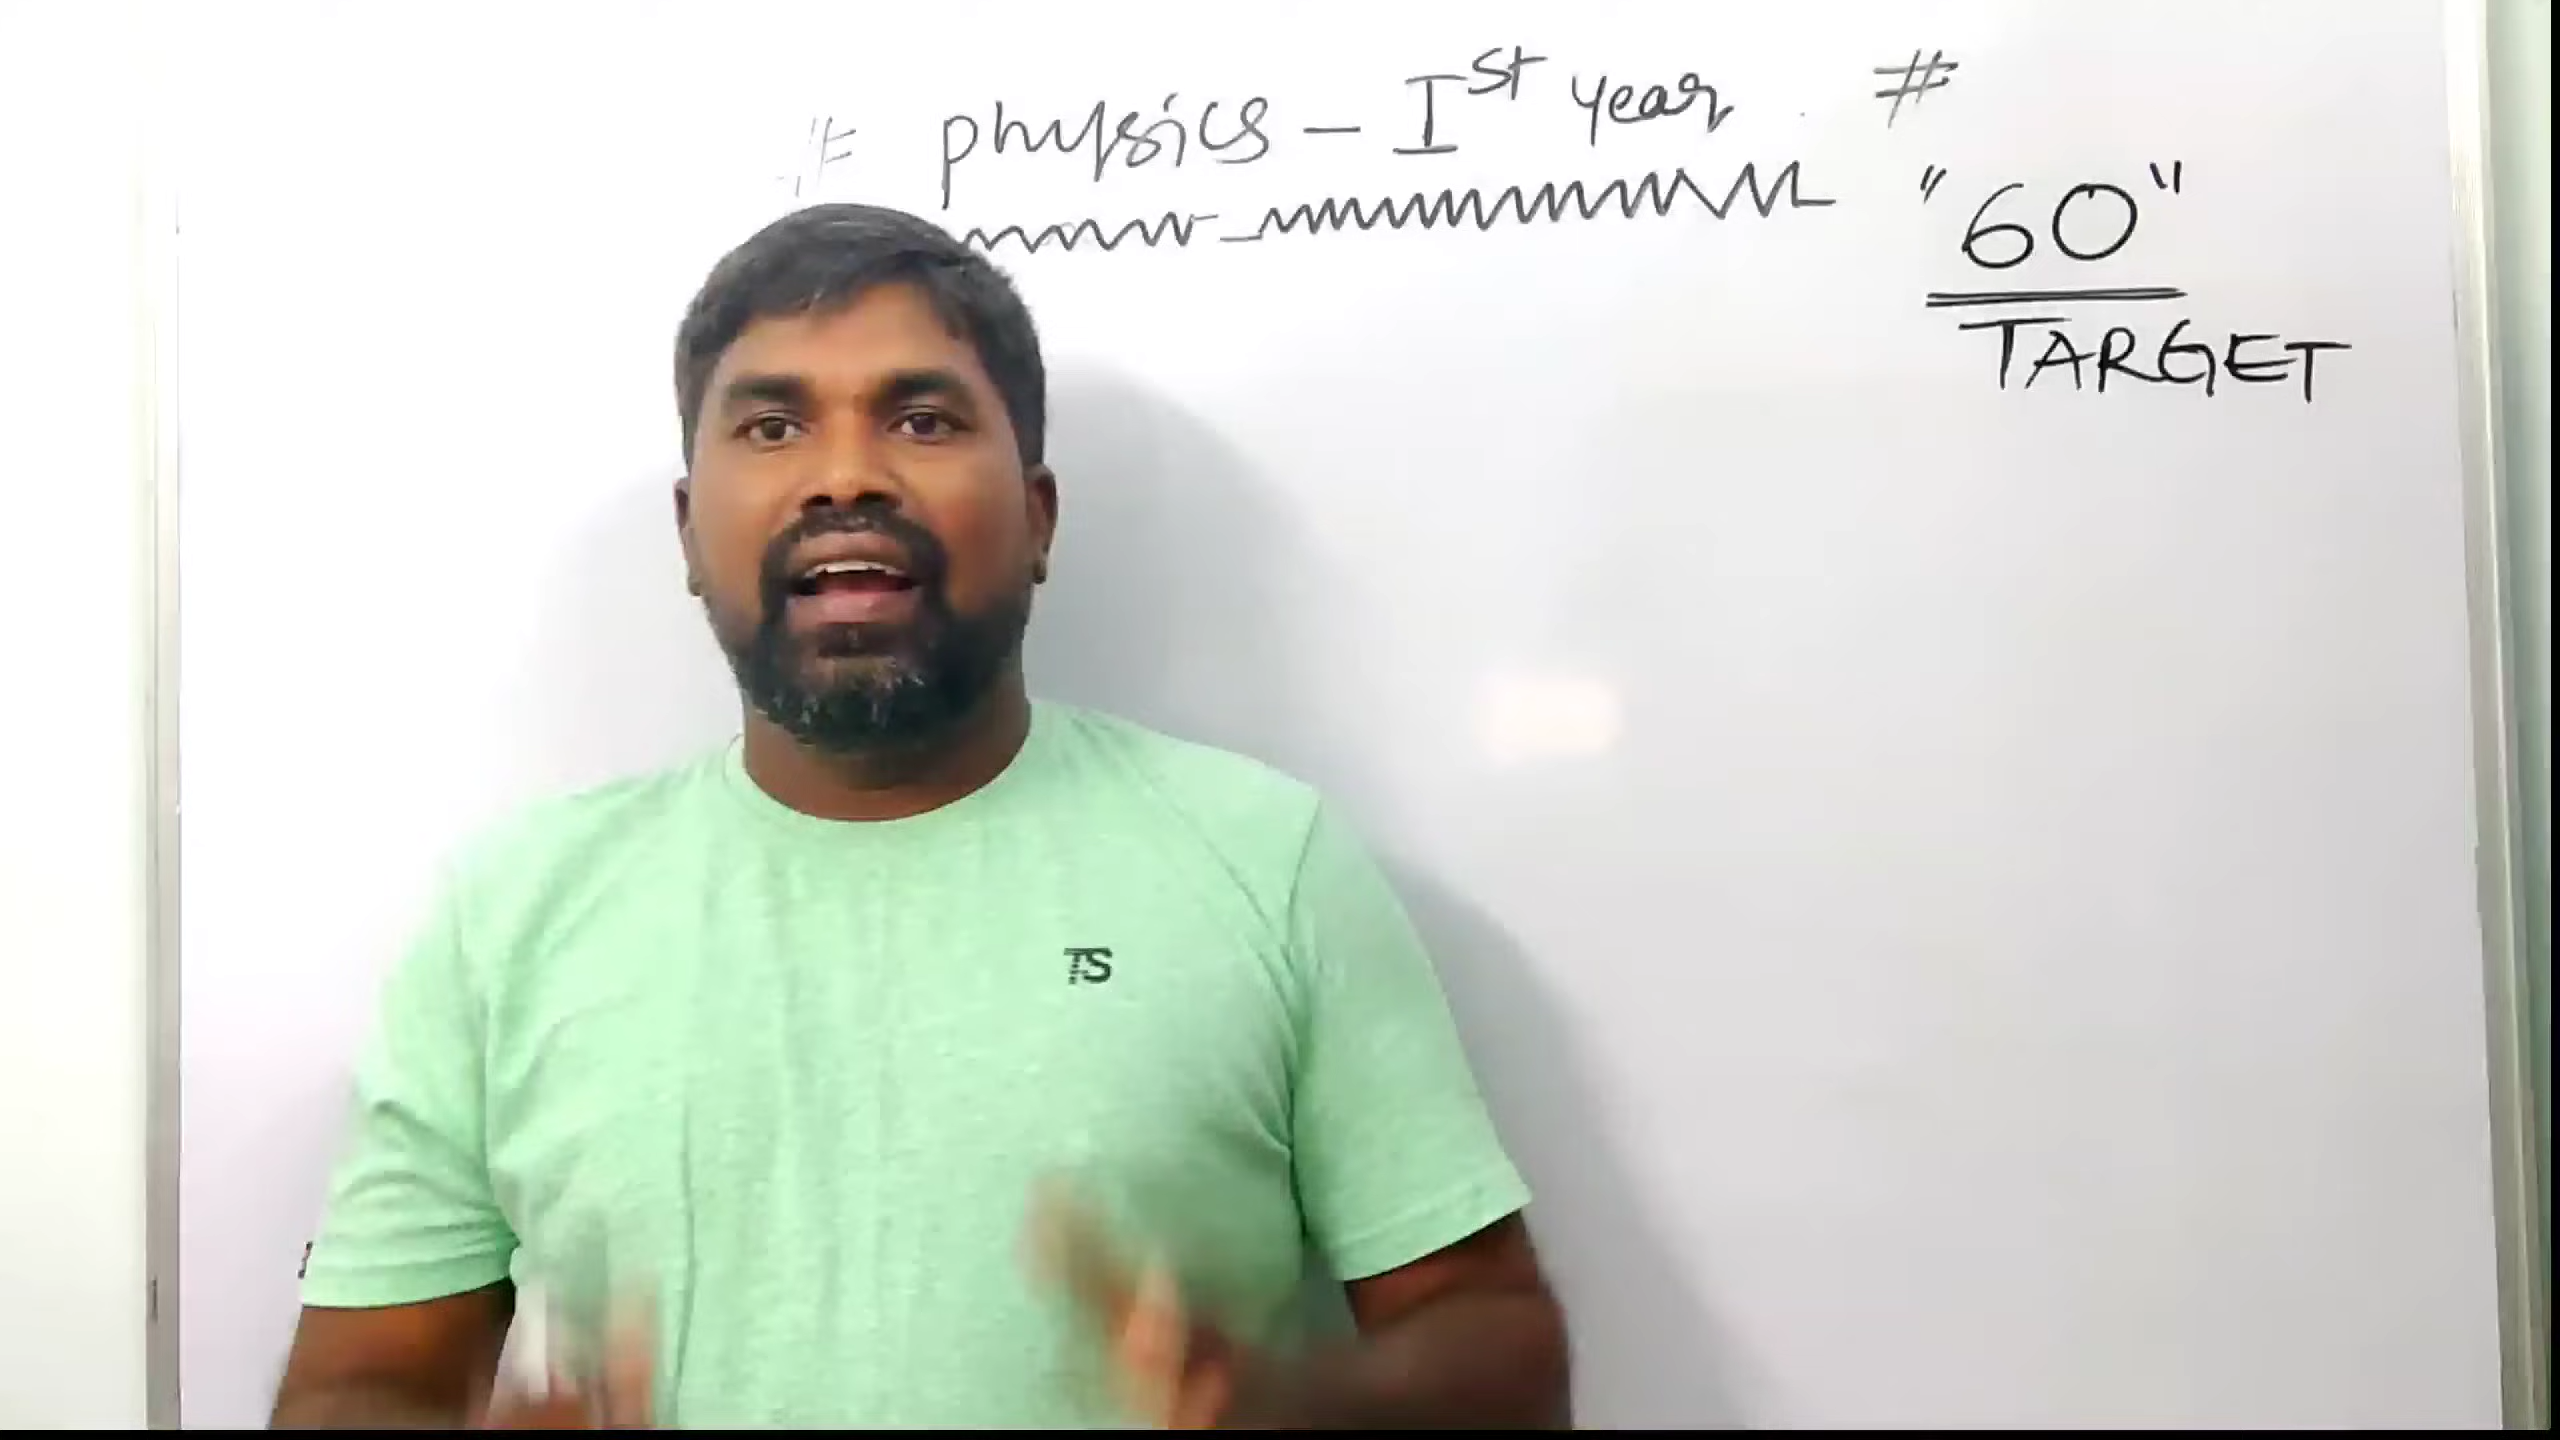 # physics - Ist year . #
"60"
TARGET
TS